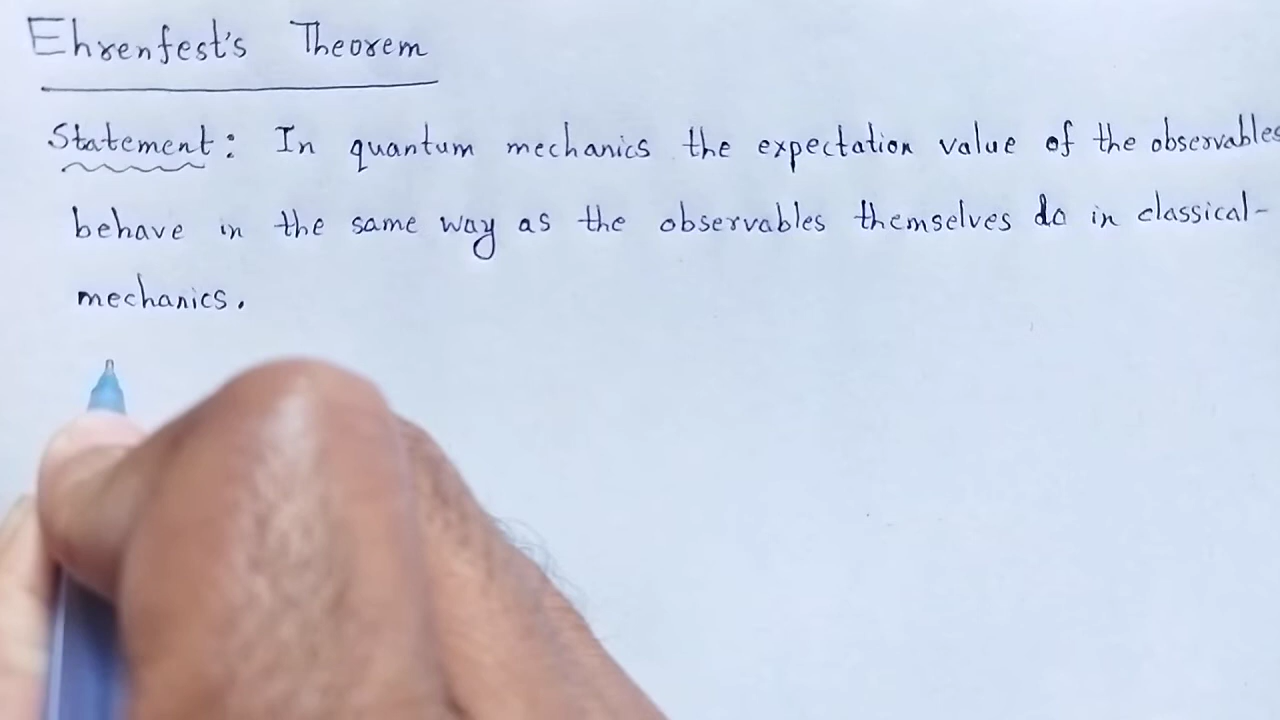 Ehrenfest's Theorem
Statement: In quantum mechanics the expectation value of the observables
behave in the same way as the observables themselves do in classical-
mechanics.